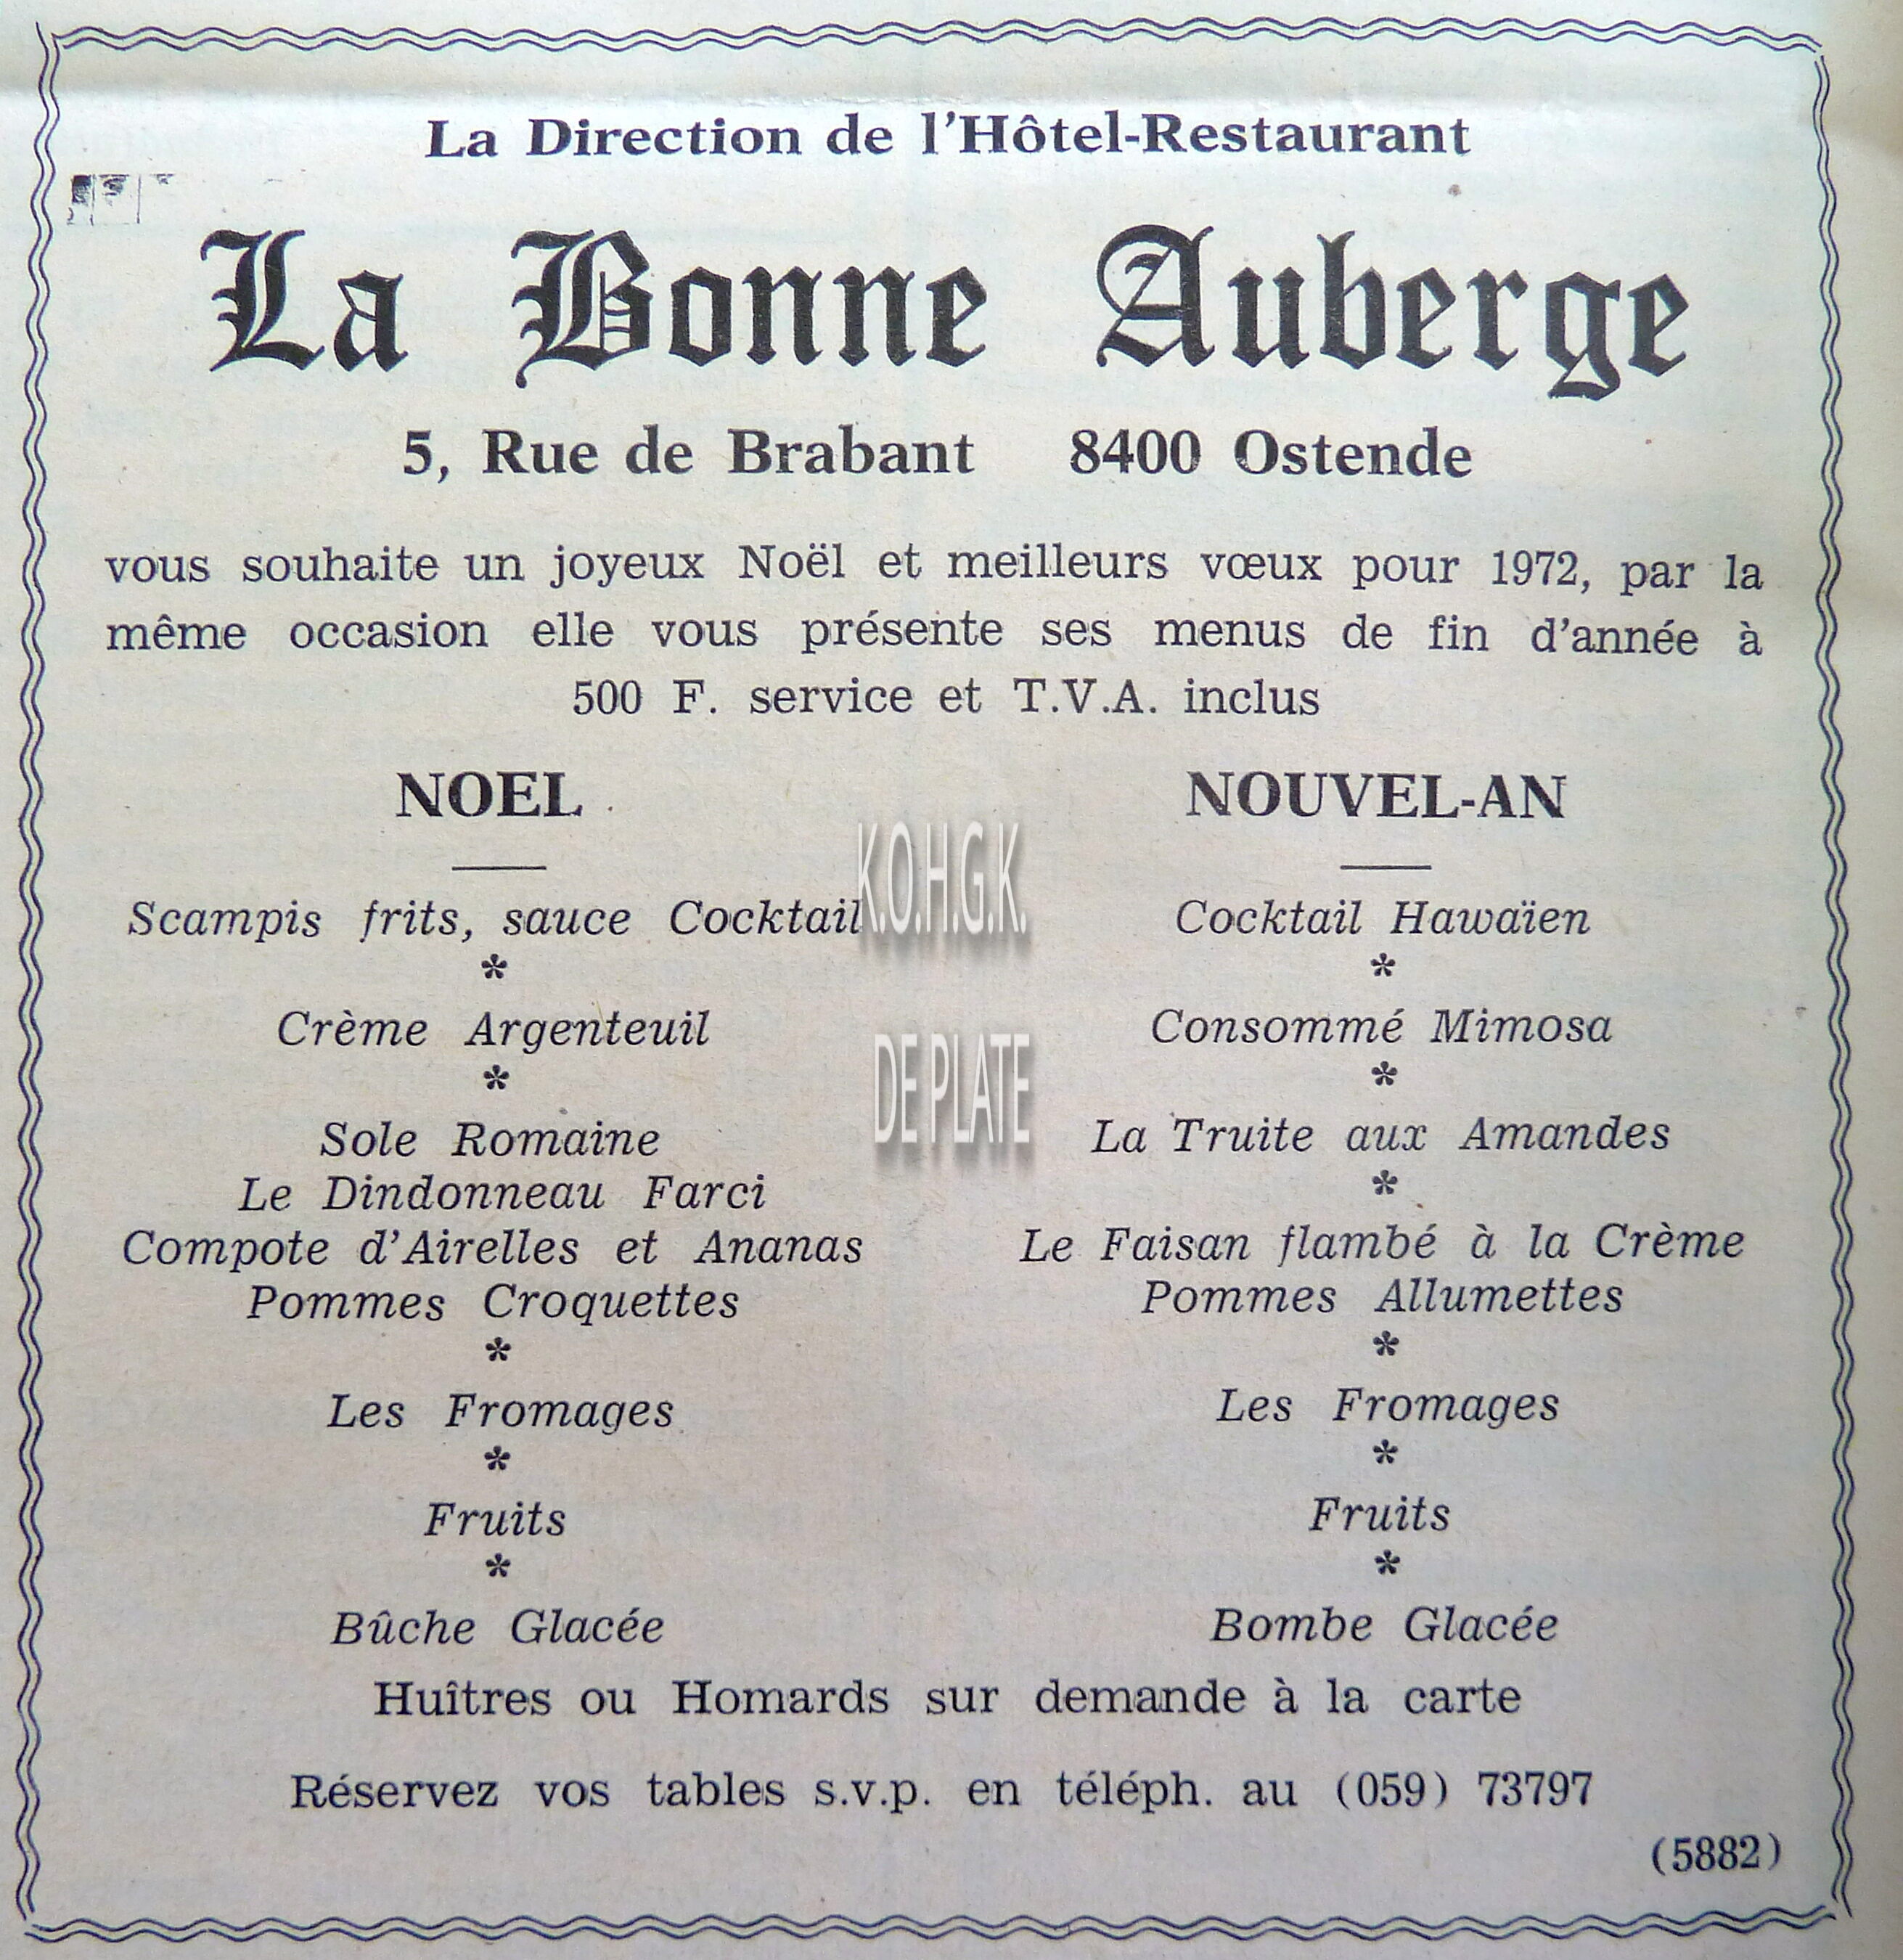 La Direction de l'Hôtel-Restaurant
La Bonne Auberge
5, Rue de Brabant 8400 Ostende
vous souhaite un joyeux Noël et meilleurs vœux pour 1972, par la
même occasion elle vous présente ses menus de fin d'année à
500 F. service et T.V.A. inclus
NOEL
Scampis frits, sauce Cocktail
*
Crème Argenteuil
*
Sole Romaine
Le Dindonneau Farci
Compote d'Airelles et Ananas
Pommes Croquettes
*
Les Fromages
*
Fruits
*
Bûche Glacée
NOUVEL-AN
Cocktail Hawaïen
*
Consommé Mimosa
*
La Truite aux Amandes
*
Le Faisan flambé à la Crème
Pommes Allumettes
*
Les Fromages
*
Fruits
*
Bombe Glacée
K.O.H.G.K.
DE PLATE
Huîtres ou Homards sur demande à la carte
Réservez vos tables s.v.p. en téléph. au (059) 73797
(5882)